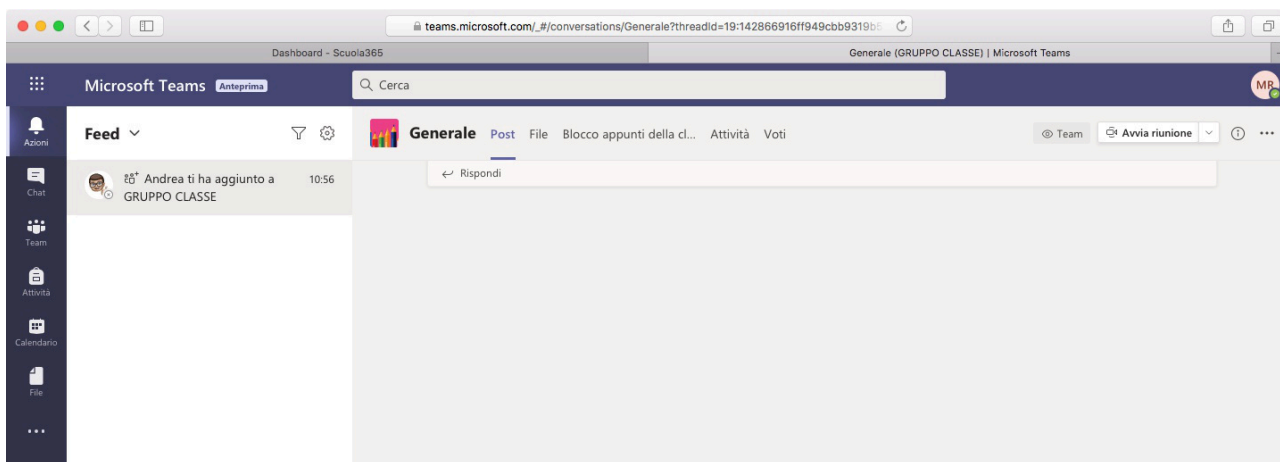 teams.microsoft.com/_#/conversations/Generale?threadId=19:142866916ff949cbb9319b5
Dashboard - Scuola365
Generale (GRUPPO CLASSE) | Microsoft Teams
Microsoft Teams Anteprima
Cerca
MR
Azioni
Feed
Generale Post File Blocco appunti della cl... Attività Voti
Team
Avvia riunione
Andrea ti ha aggiunto a 10:56
GRUPPO CLASSE
Rispondi
Chat
Team
Attività
Calendario
File